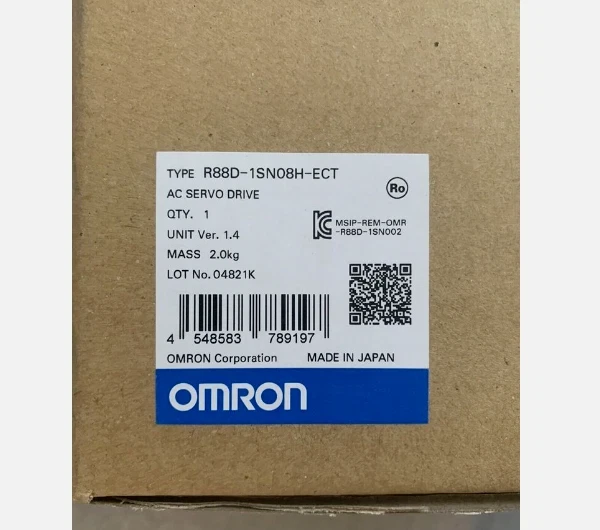 TYPE R88D-1SN08H-ECT
AC SERVO DRIVE
Ro
QTY. 1
MSIP-REM-OMR
-R88D-1SN002
UNIT Ver. 1.4
MASS 2.0kg
LOT No. 04821K
4 548583 789197
OMRON Corporation MADE IN JAPAN
OMRON